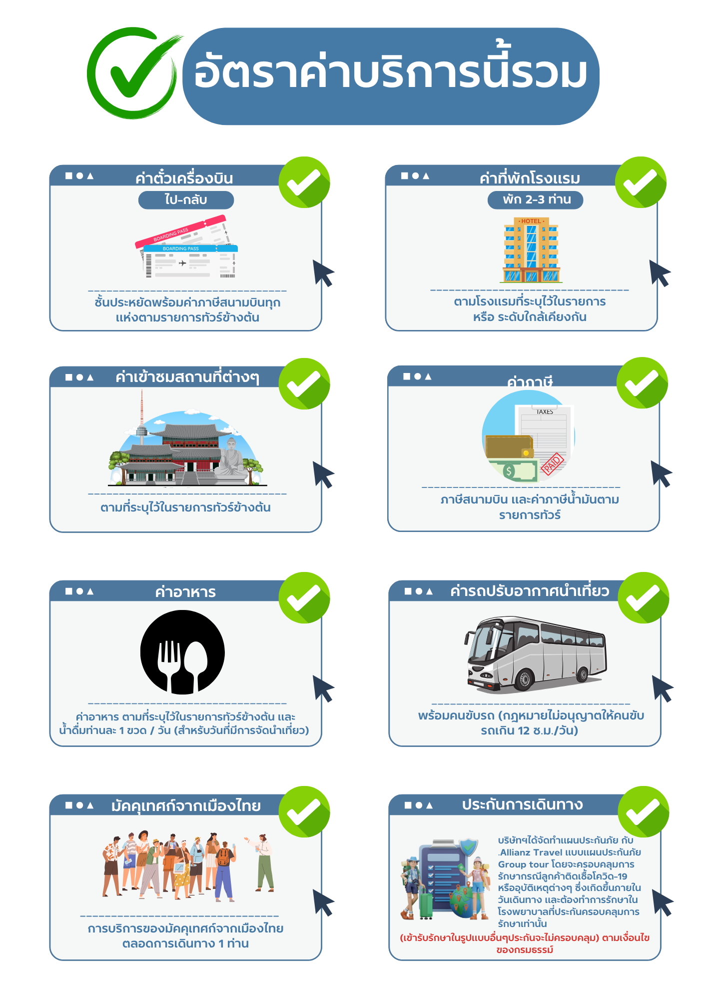 อัตราค่าบริการนี้รวม
ค่าตั๋วเครื่องบิน
ไป-กลับ
BOARDING PASS
BOARDING PASS
ชั้นประหยัดพร้อมค่าภาษีสนามบินทุก
แห่งตามรายการทัวร์ข้างต้น
ค่าที่พักโรงแรม
พัก 2-3 ท่าน
HOTEL
ตามโรงแรมที่ระบุไว้ในรายการ
หรือ ระดับใกล้เคียงกัน
ค่าเข้าชมสถานที่ต่างๆ
ตามที่ระบุไว้ในรายการทัวร์ข้างต้น
ค่าภาษี
TAXES
PAID
ภาษีสนามบิน และค่าภาษีน้ำมันตาม
รายการทัวร์
ค่าอาหาร
ค่าอาหาร ตามที่ระบุไว้ในรายการทัวร์ข้างต้น และ
น้ำดื่มท่านละ 1 ขวด / วัน (สำหรับวันที่มีการจัดนำเที่ยว)
ค่ารถปรับอากาศนำเที่ยว
พร้อมคนขับรถ (กฎหมายไม่อนุญาตให้คนขับ
รถเกิน 12 ช.ม./วัน)
มัคคุเทศก์จากเมืองไทย
การบริการของมัคคุเทศก์จากเมืองไทย
ตลอดการเดินทาง 1 ท่าน
ประกันการเดินทาง
บริษัทฯได้จัดทำแผนประกันภัย กับ
.Allianz Travel แบบแผนประกันภัย
Group tour โดยจะครอบคลุมการ
รักษากรณีลูกค้าติดเชื้อโควิด-19
หรืออุบัติเหตุต่างๆ ซึ่งเกิดขึ้นภายใน
วันเดินทาง และต้องทำการรักษาใน
โรงพยาบาลที่ประกันครอบคลุมการ
รักษาเท่านั้น
(เข้ารับรักษาในรูปแบบอื่นๆประกันจะไม่ครอบคลุม) ตามเงื่อนไข
ของกรมธรรม์